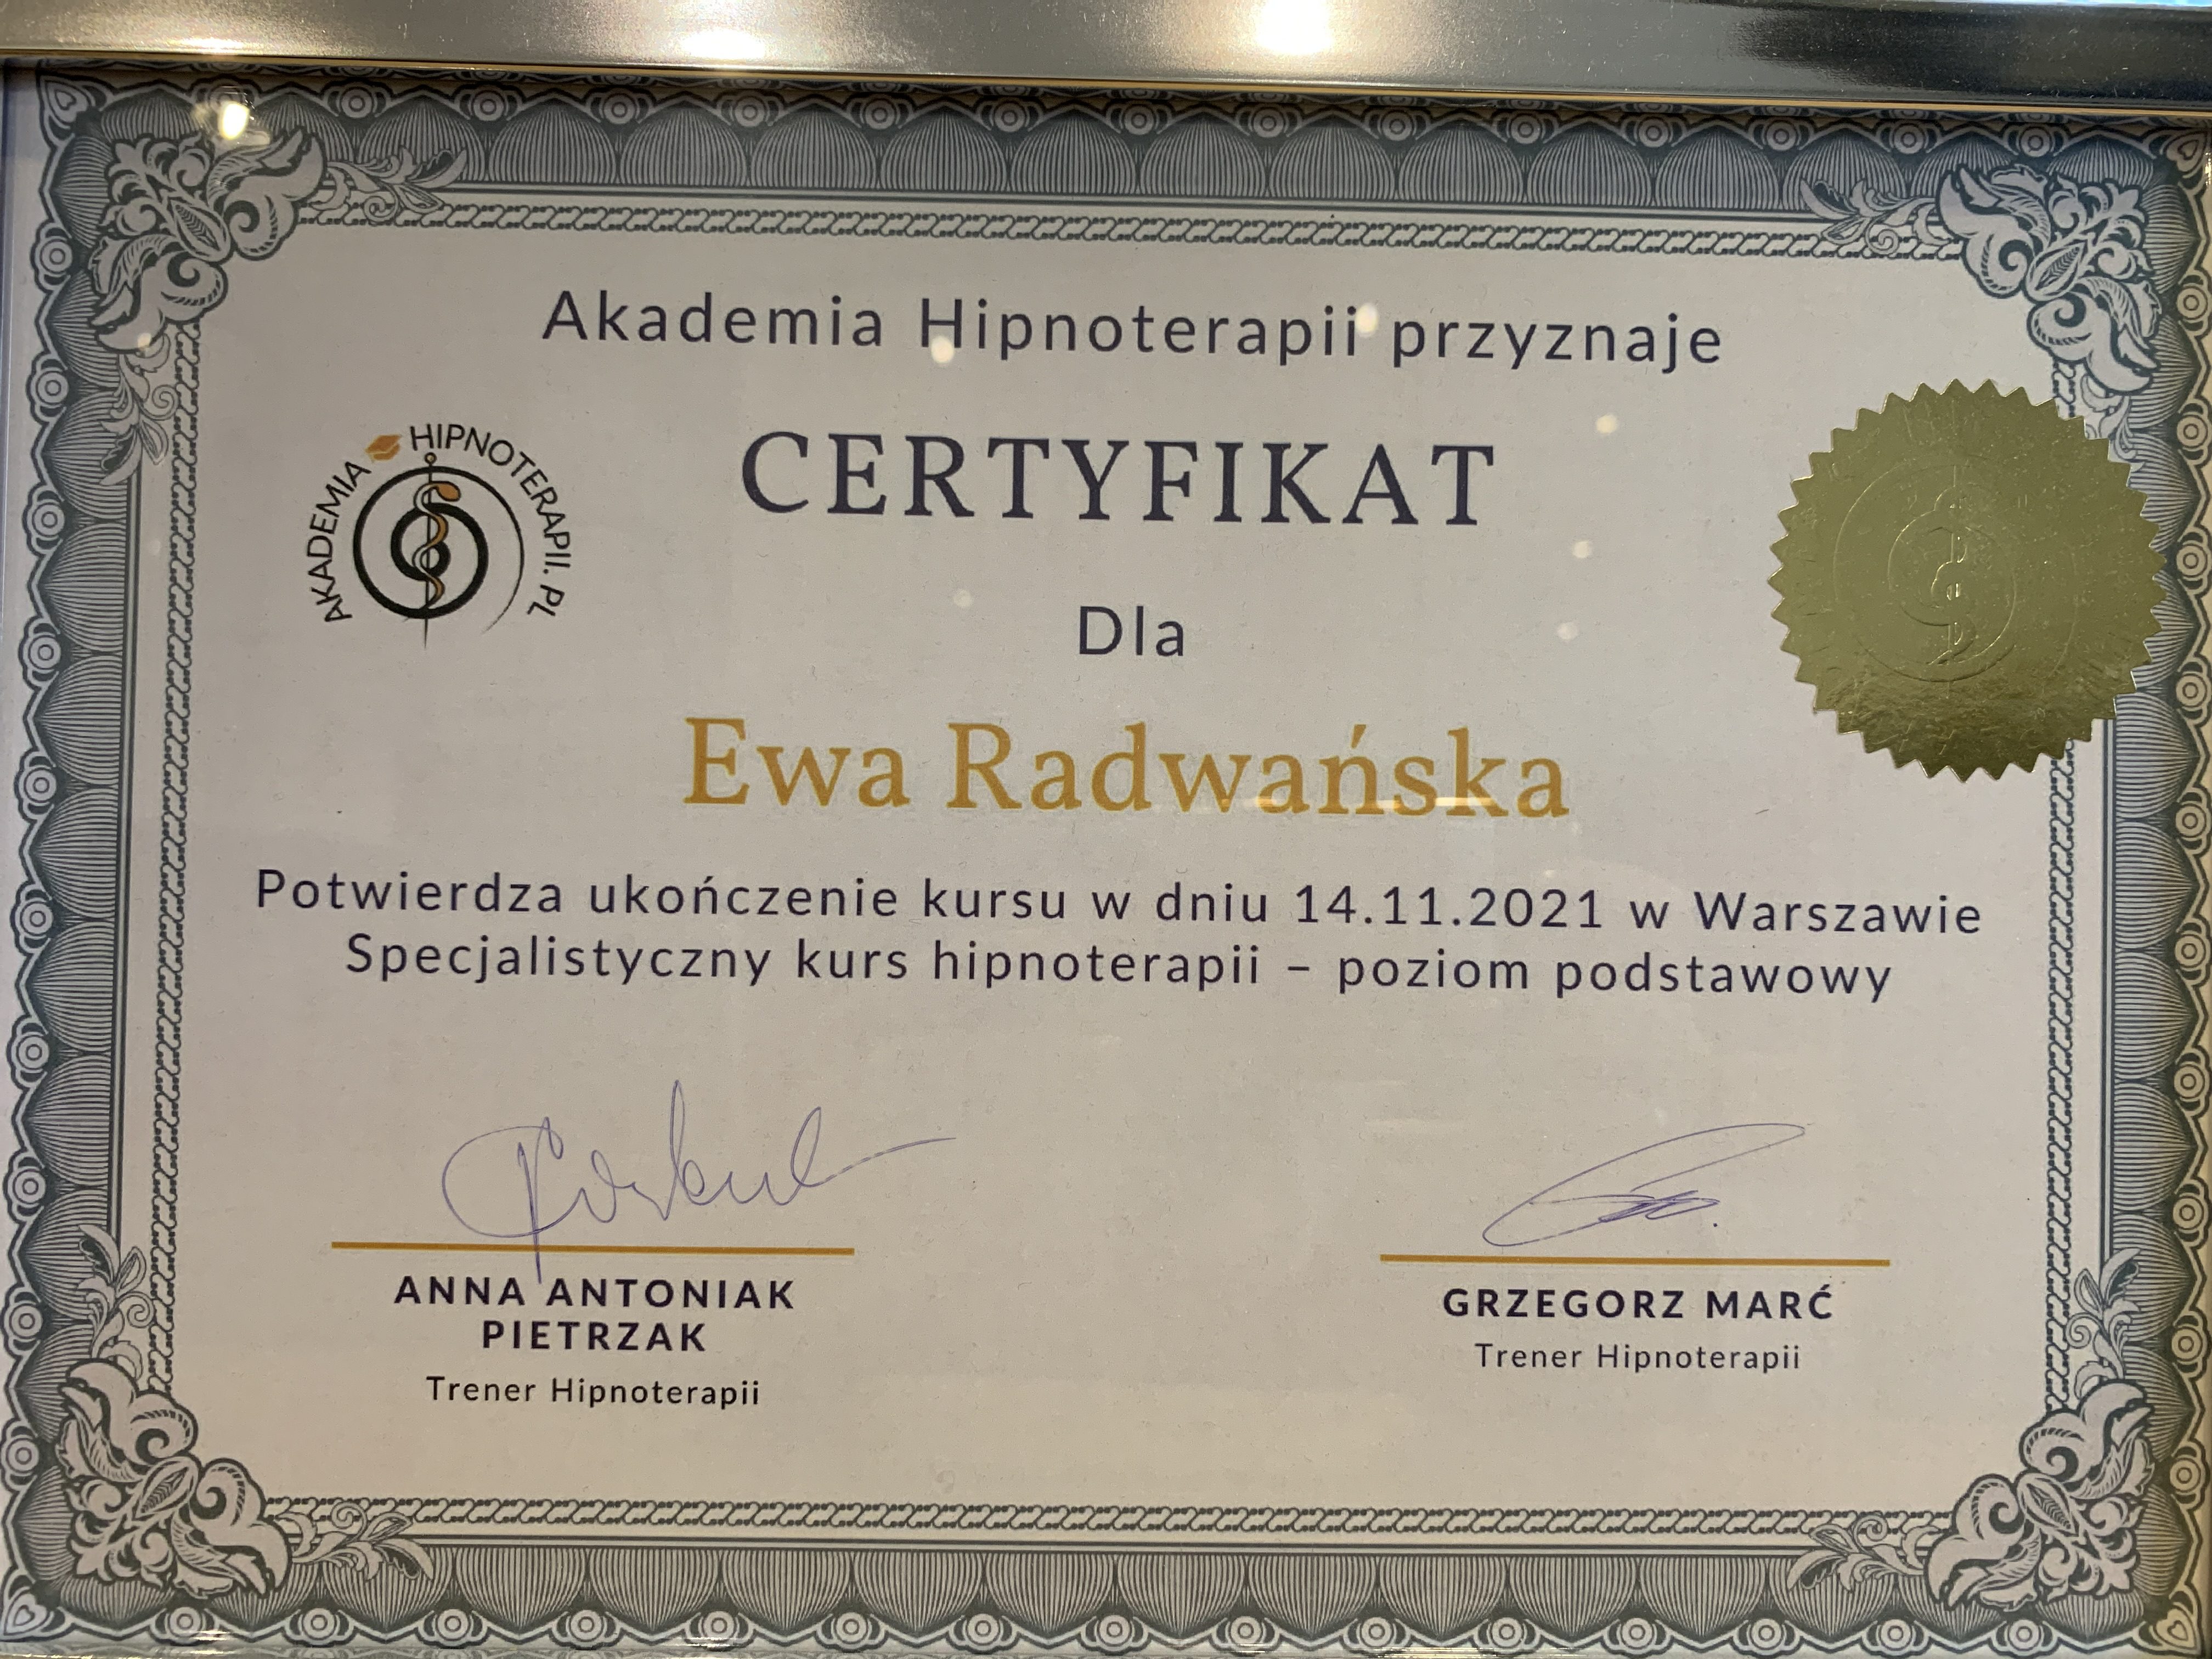 Akademia Hipnoterapii przyznaje
AKADEMIA HIPNOTERAPII.PL
CERTYFIKAT
Dla
Ewa Radwańska
Potwierdza ukończenie kursu w dniu 14.11.2021 w Warszawie
Specjalistyczny kurs hipnoterapii – poziom podstawowy
ANNA ANTONIAK
PIETRZAK
Trener Hipnoterapii
GRZEGORZ MARĆ
Trener Hipnoterapii